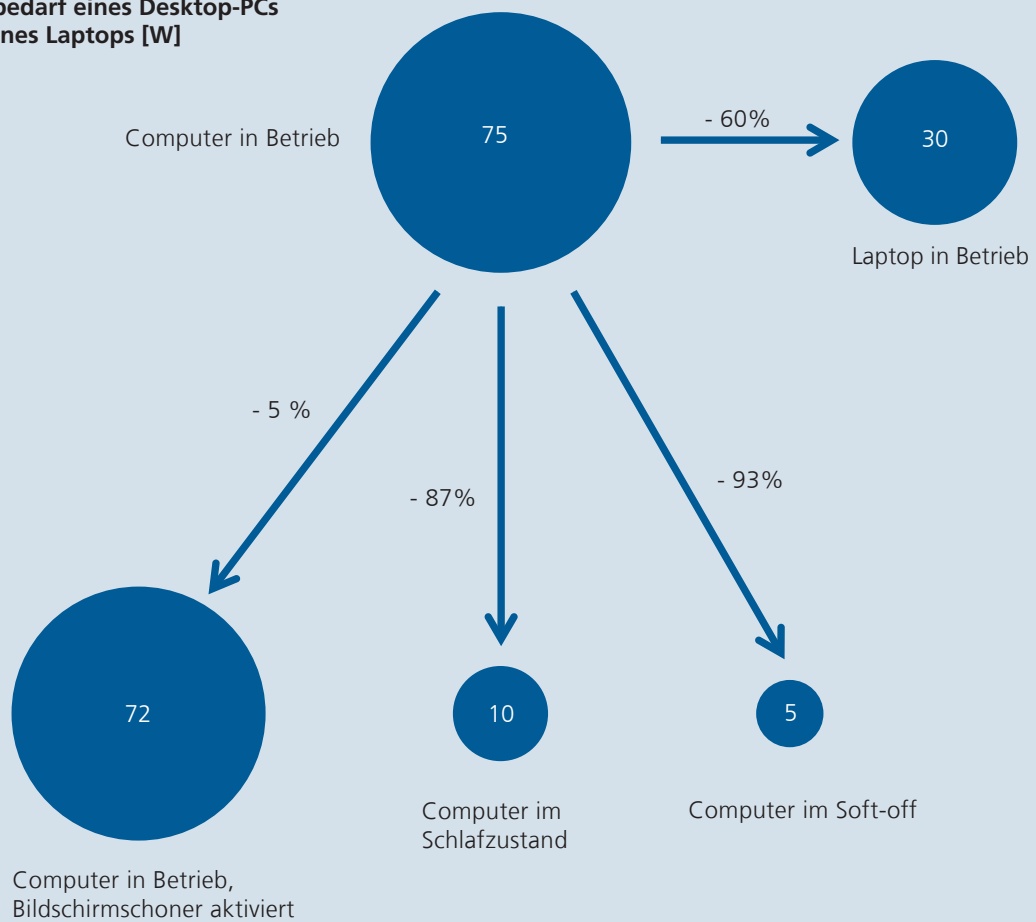 bedarf eines Desktop-PCs
nes Laptops [W]
Computer in Betrieb
75
- 60%
30
Laptop in Betrieb
- 5 %
- 87%
- 93%
72
10
5
Computer im
Schlafzustand
Computer im Soft-off
Computer in Betrieb,
Bildschirmschoner aktiviert